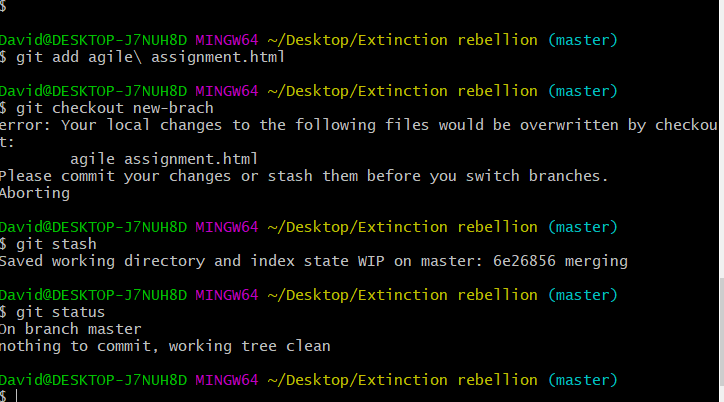 $
David@DESKTOP-J7NUH8D MINGW64 ~/Desktop/Extinction rebellion (master)
$ git add agile\ assignment.html
David@DESKTOP-J7NUH8D MINGW64 ~/Desktop/Extinction rebellion (master)
$ git checkout new-brach
error: Your local changes to the following files would be overwritten by checkou
t:
        agile assignment.html
Please commit your changes or stash them before you switch branches.
Aborting
David@DESKTOP-J7NUH8D MINGW64 ~/Desktop/Extinction rebellion (master)
$ git stash
Saved working directory and index state WIP on master: 6e26856 merging
David@DESKTOP-J7NUH8D MINGW64 ~/Desktop/Extinction rebellion (master)
$ git status
On branch master
nothing to commit, working tree clean
David@DESKTOP-J7NUH8D MINGW64 ~/Desktop/Extinction rebellion (master)
$